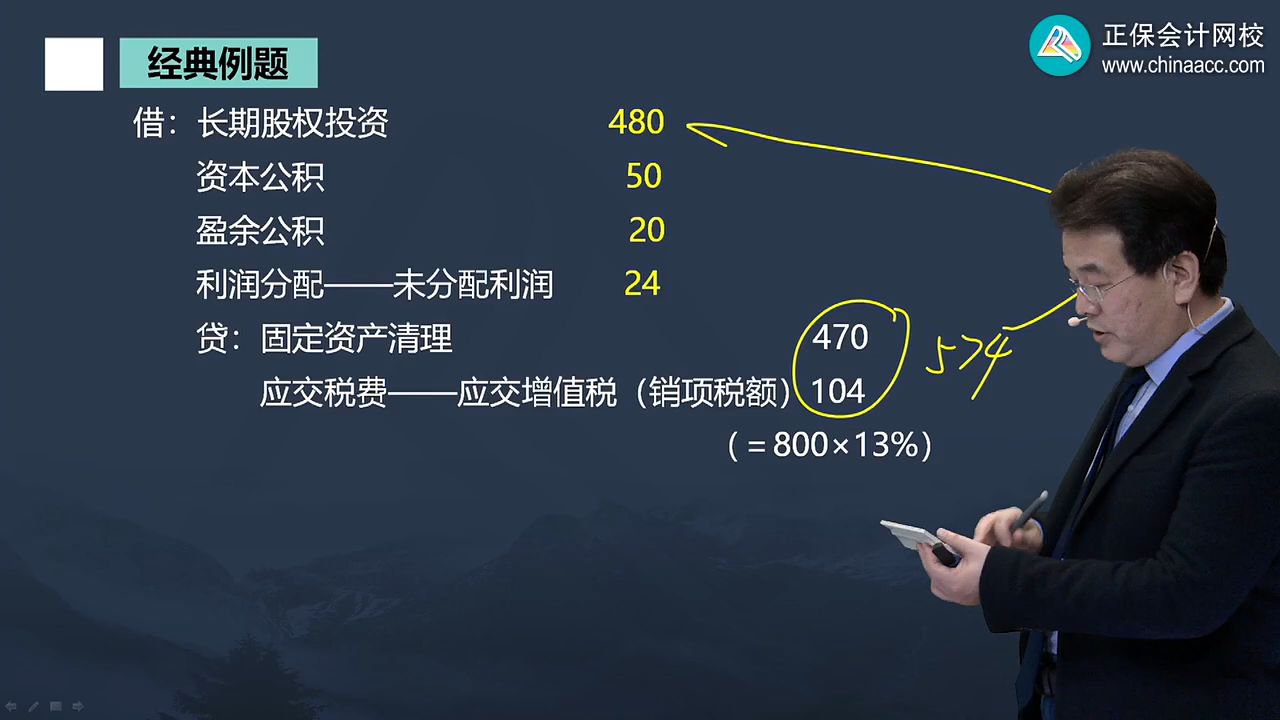 正保会计网校
www.chinaacc.com
经典例题
借：长期股权投资 480
资本公积 50
盈余公积 20
利润分配——未分配利润 24
贷：固定资产清理 470
574
应交税费——应交增值税（销项税额）104
（=800×13%）